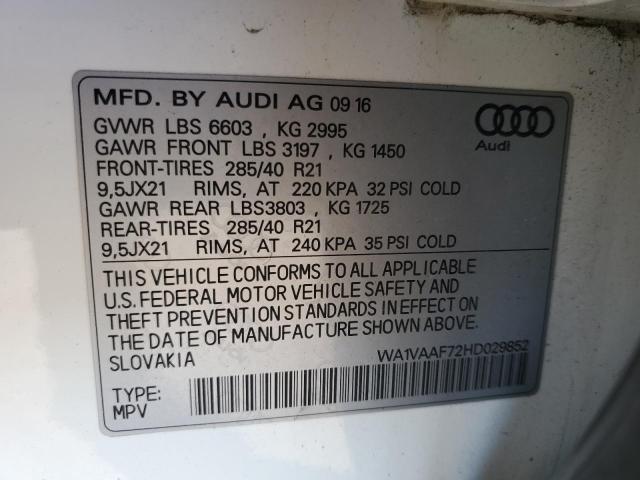 MFD. BY AUDI AG 09 16
GVWR LBS 6603 , KG 2995
GAWR FRONT LBS 3197 , KG 1450
FRONT-TIRES 285/40 R21
9,5JX21 RIMS, AT 220 KPA 32 PSI COLD
GAWR REAR LBS3803 , KG 1725
REAR-TIRES 285/40 R21
9,5JX21 RIMS, AT 240 KPA 35 PSI COLD
Audi
THIS VEHICLE CONFORMS TO ALL APPLICABLE
U.S. FEDERAL MOTOR VEHICLE SAFETY AND
THEFT PREVENTION STANDARDS IN EFFECT ON
THE DATE OF MANUFACTURE SHOWN ABOVE.
SLOVAKIA
WA1VAAF72HD029852
TYPE:
MPV